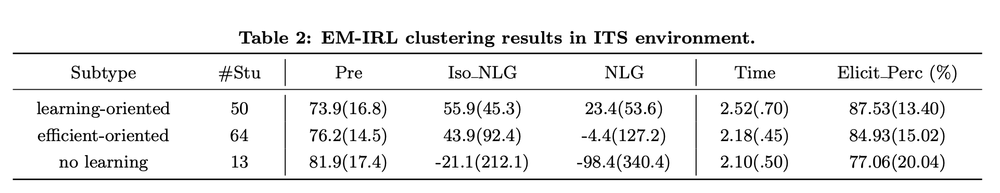 Table 2: EM-IRL clustering results in ITS environment.
Subtype #Stu Pre Iso_NLG NLG Time Elicit_Perc (%)
learning-oriented 50 73.9(16.8) 55.9(45.3) 23.4(53.6) 2.52(.70) 87.53(13.40)
efficient-oriented 64 76.2(14.5) 43.9(92.4) -4.4(127.2) 2.18(.45) 84.93(15.02)
no learning 13 81.9(17.4) -21.1(212.1) -98.4(340.4) 2.10(.50) 77.06(20.04)